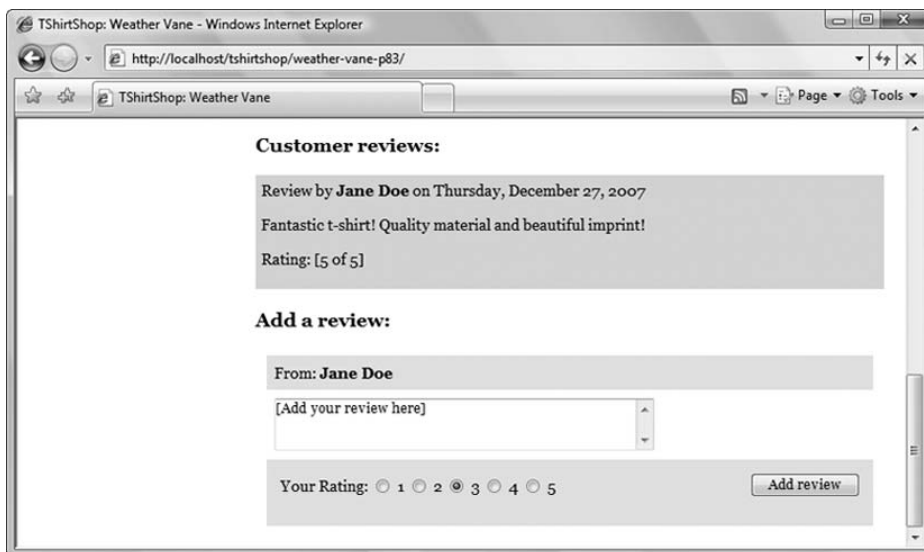 TShirtShop: Weather Vane - Windows Internet Explorer
http://localhost/tshirtshop/weather-vane-p83/
TShirtShop: Weather Vane
Page Tools
Customer reviews:
Review by Jane Doe on Thursday, December 27, 2007
Fantastic t-shirt! Quality material and beautiful imprint!
Rating: [5 of 5]
Add a review:
From: Jane Doe
[Add your review here]
Your Rating: 1 2 3 4 5 Add review